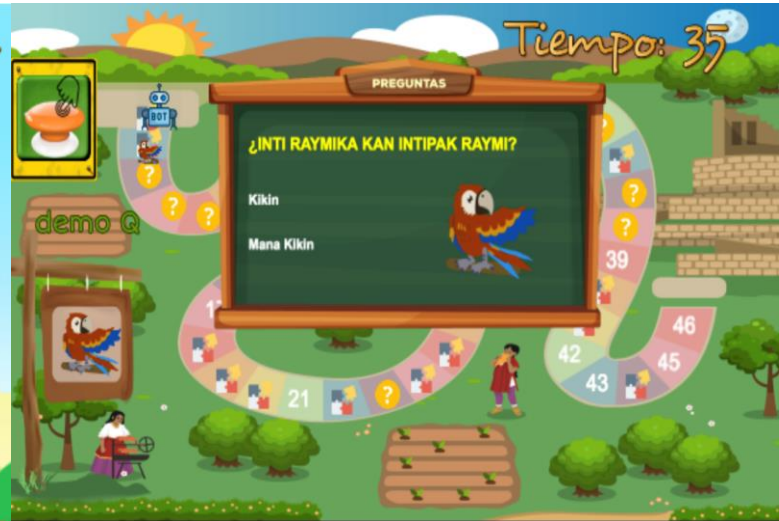 Tiempo: 35
PREGUNTAS
BOT
¿INTI RAYMIKA KAN INTIPAK RAYMI?
?
?
?
?
?
Kikin
demo Q
Mana Kikin
39
46
42
45
43
21
?